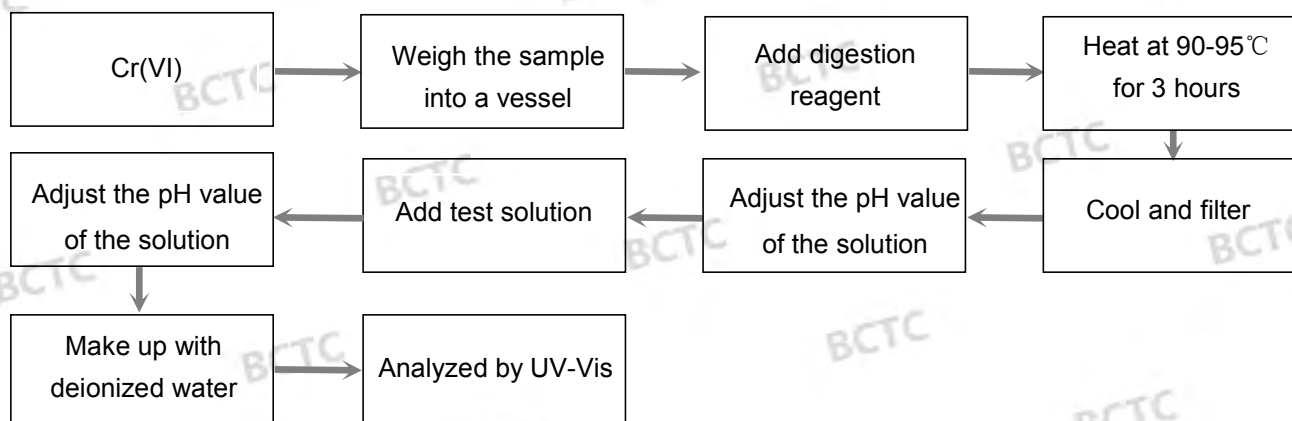 Cr(VI)
Weigh the sample
into a vessel
Add digestion
reagent
Heat at 90-95℃
for 3 hours
Cool and filter
Adjust the pH value
of the solution
Add test solution
Adjust the pH value
of the solution
Make up with
deionized water
Analyzed by UV-Vis
BCTC
BCTC
BCTC
BCTC
BCTC
BCTC
BCTC
BCTC
BCTC